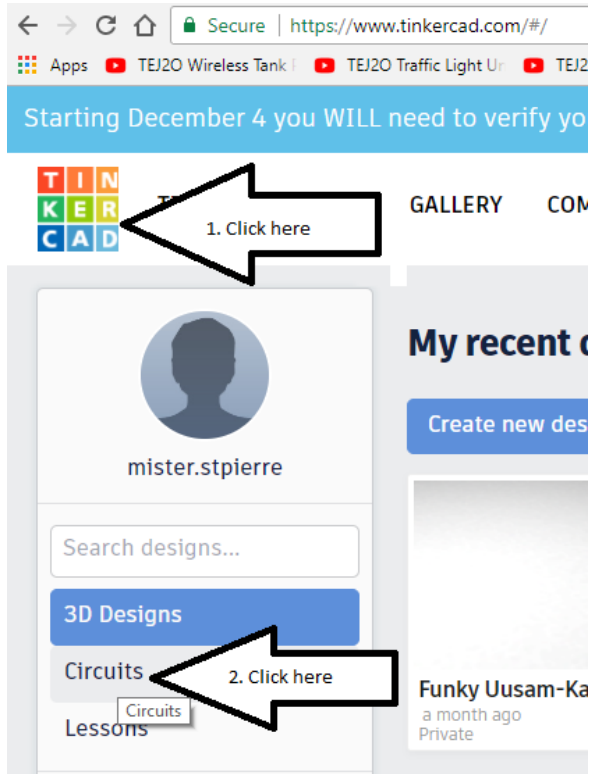 Secure | https://www.tinkercad.com/#/
Apps TEJ2O Wireless Tank TEJ2O Traffic Light Un TEJ2
Starting December 4 you WILL need to verify yo
TIN
KER
CAD
GALLERY COM
1. Click here
My recent
Create new des
mister.stpierre
Search designs...
3D Designs
Circuits
2. Click here
Circuits
Lessons
Funky Uusam-Ka
a month ago
Private